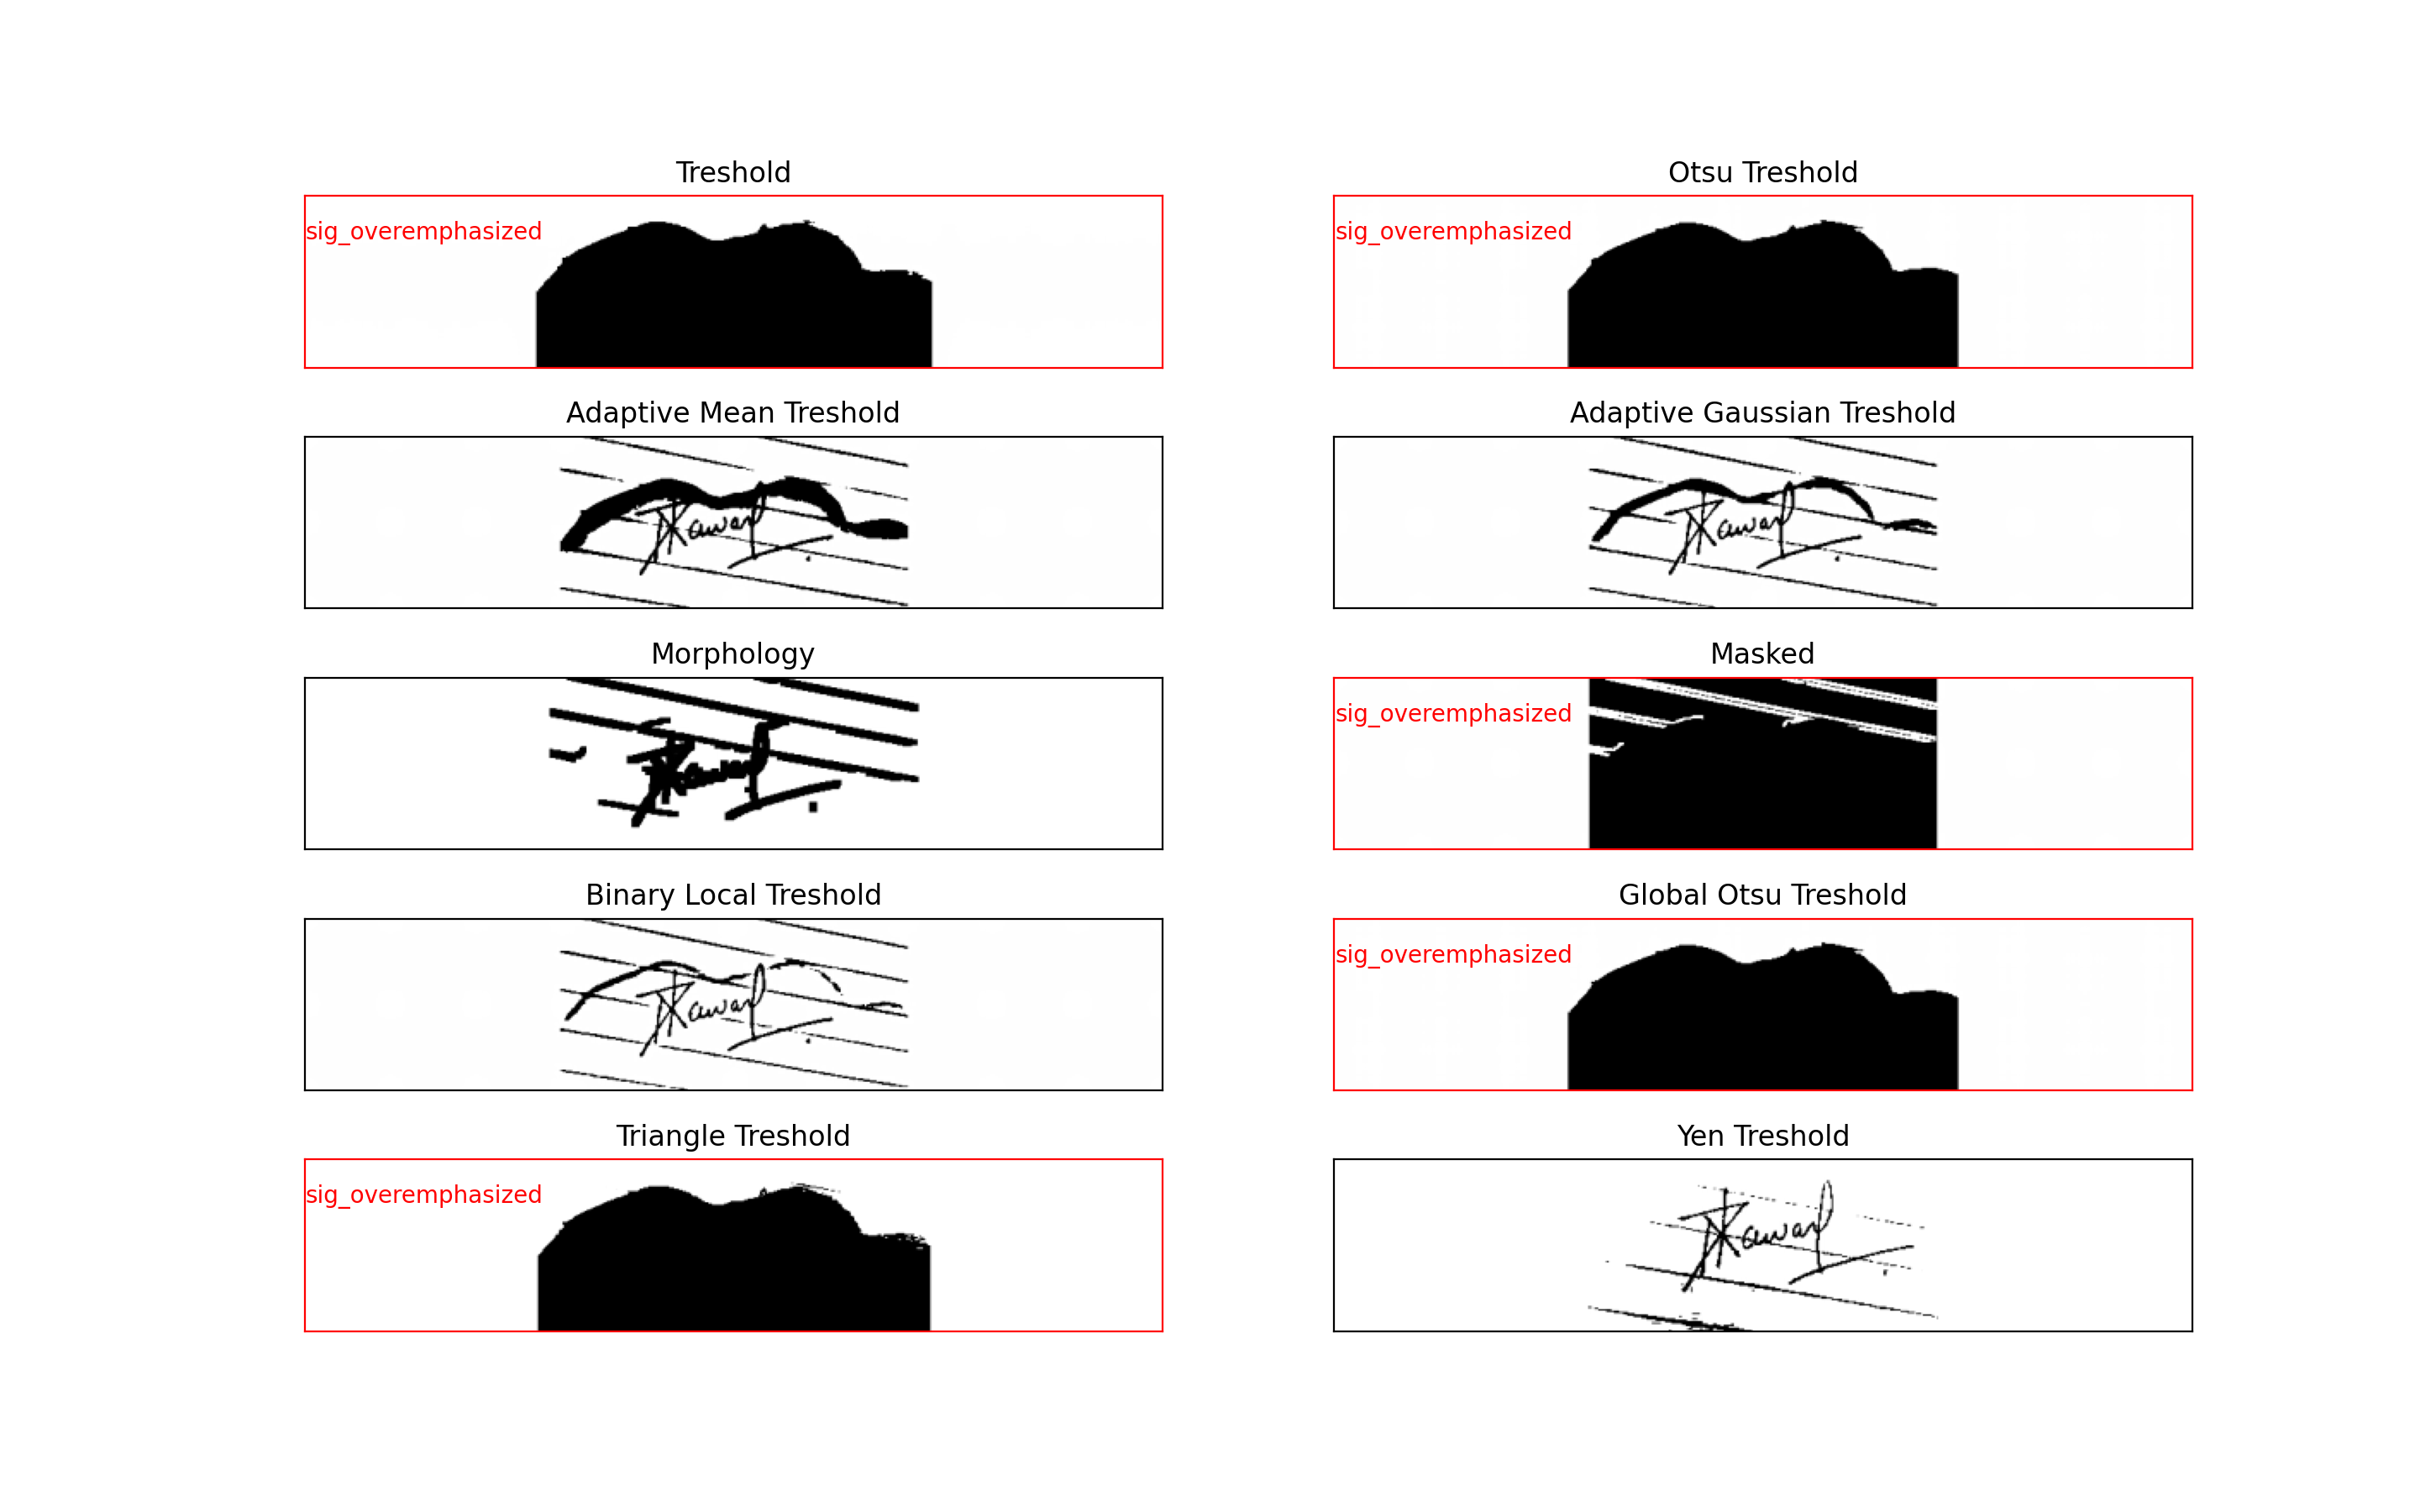 Treshold
Otsu Treshold
sig_overemphasized
sig_overemphasized
Adaptive Mean Treshold
Adaptive Gaussian Treshold
Morphology
Masked
sig_overemphasized
Binary Local Treshold
Global Otsu Treshold
sig_overemphasized
Triangle Treshold
Yen Treshold
sig_overemphasized